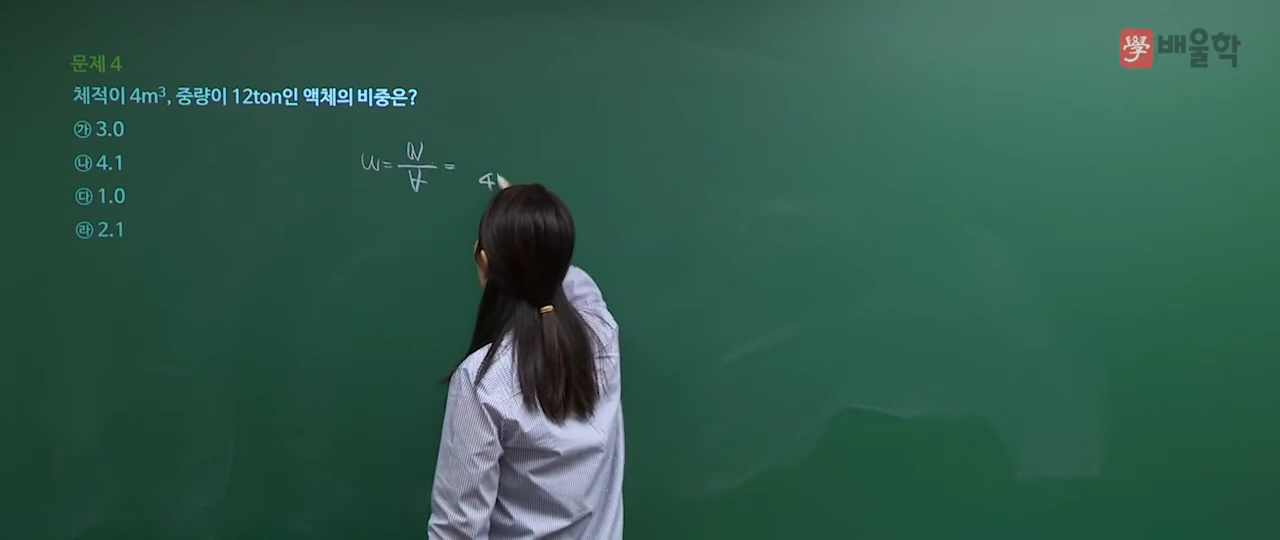 學 배울학
문제 4
체적이 4m³, 중량이 12ton인 액체의 비중은?
㉮ 3.0
㉯ 4.1
㉰ 1.0
㉱ 2.1
w = W / V =
4